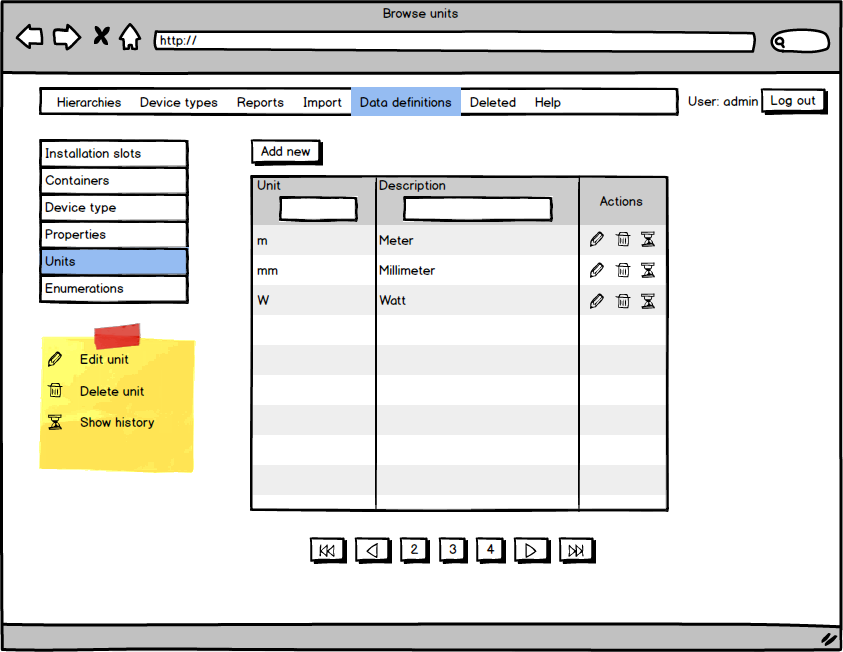 Browse units
http://
Hierarchies Device types Reports Import Data definitions Deleted Help User: admin Log out
Installation slots
Containers
Device type
Properties
Units
Enumerations
Edit unit
Delete unit
Show history
Add new
Unit Description Actions
m Meter
mm Millimeter
W Watt
2 3 4